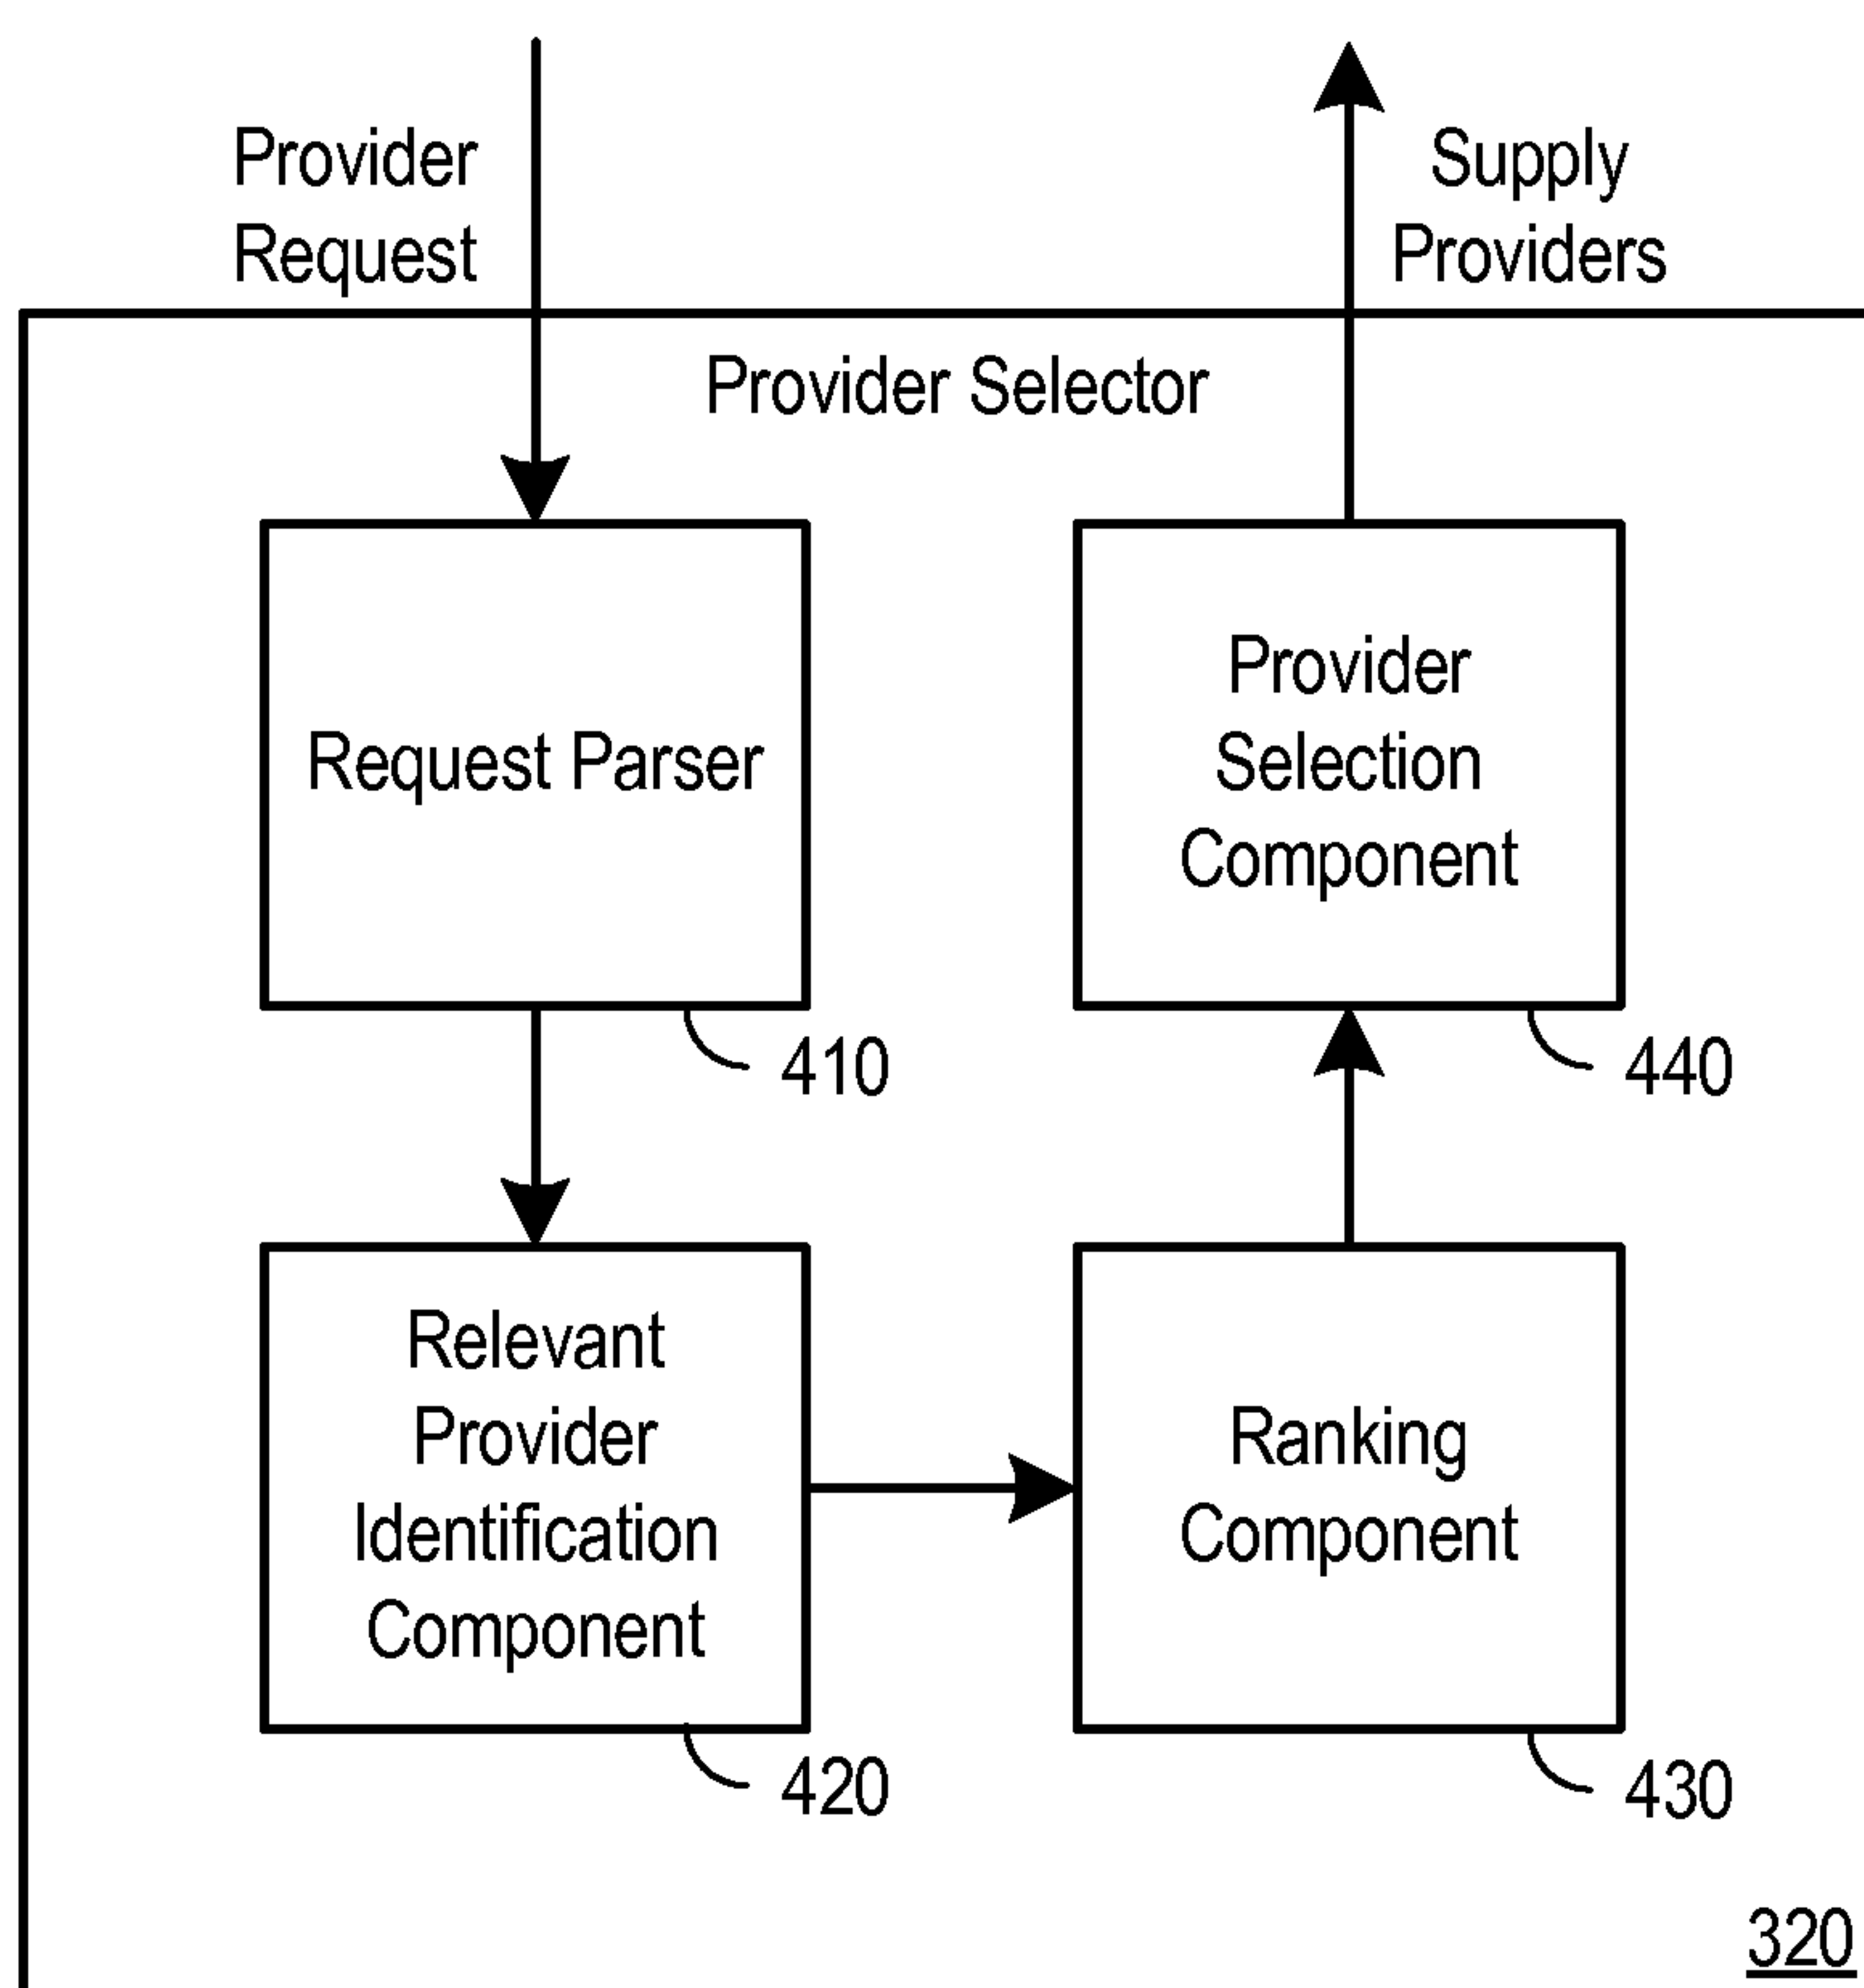 Provider
Request
Supply
Providers
Provider Selector
Request Parser
410
Provider
Selection
Component
440
Relevant
Provider
Identification
Component
420
Ranking
Component
430
320